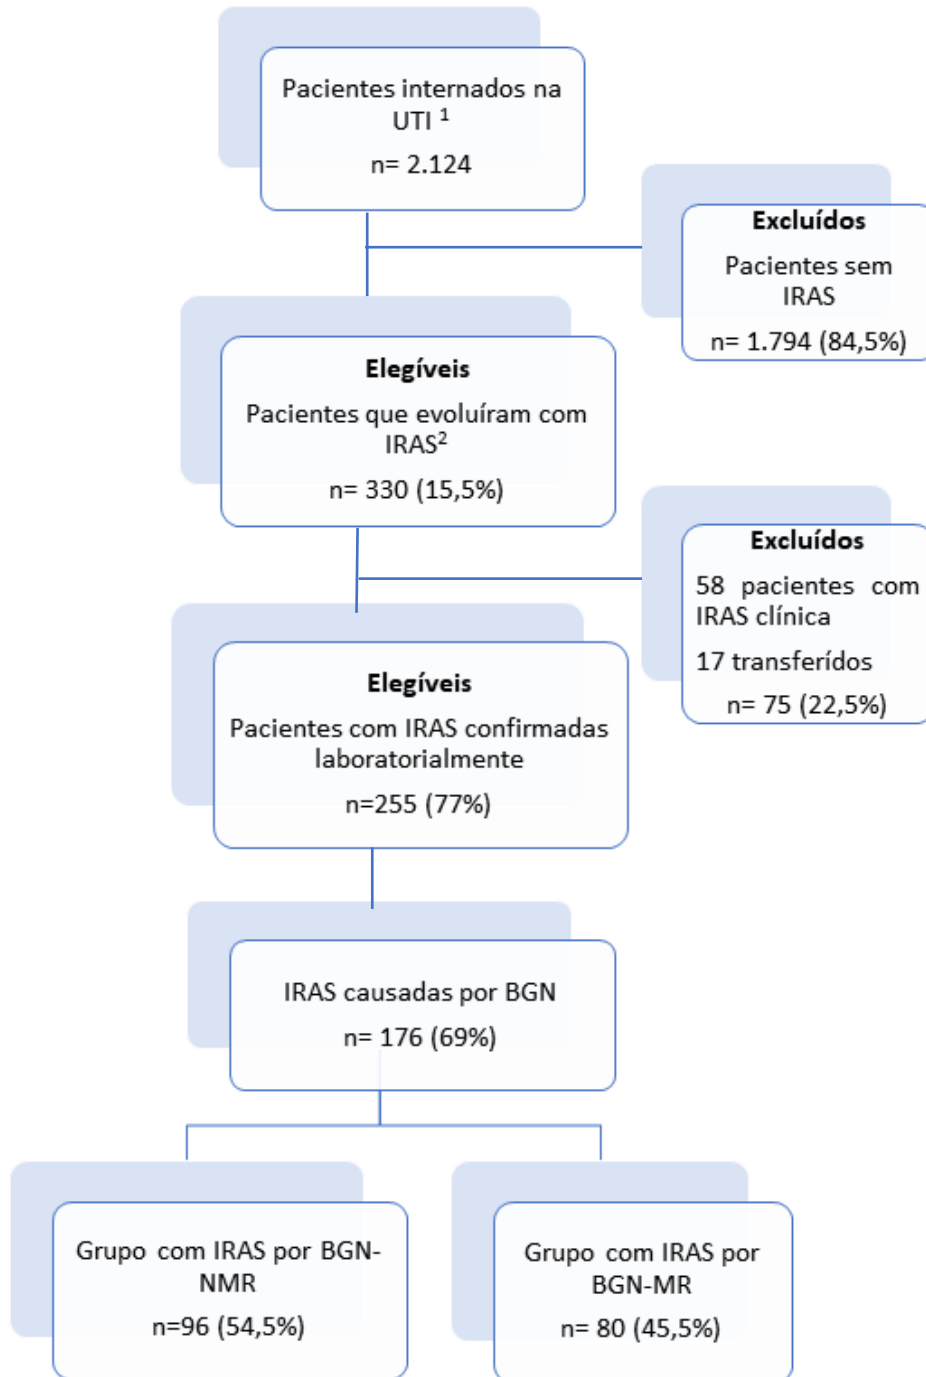 Pacientes internados na
UTI ¹
n= 2.124
Excluídos
Pacientes sem
IRAS
n= 1.794 (84,5%)
Elegíveis
Pacientes que evoluíram com
IRAS²
n= 330 (15,5%)
Excluídos
58 pacientes com
IRAS clínica
17 transferídos
n= 75 (22,5%)
Elegíveis
Pacientes com IRAS confirmadas
laboratorialmente
n=255 (77%)
IRAS causadas por BGN
n= 176 (69%)
Grupo com IRAS por BGN-
NMR
n=96 (54,5%)
Grupo com IRAS por
BGN-MR
n= 80 (45,5%)